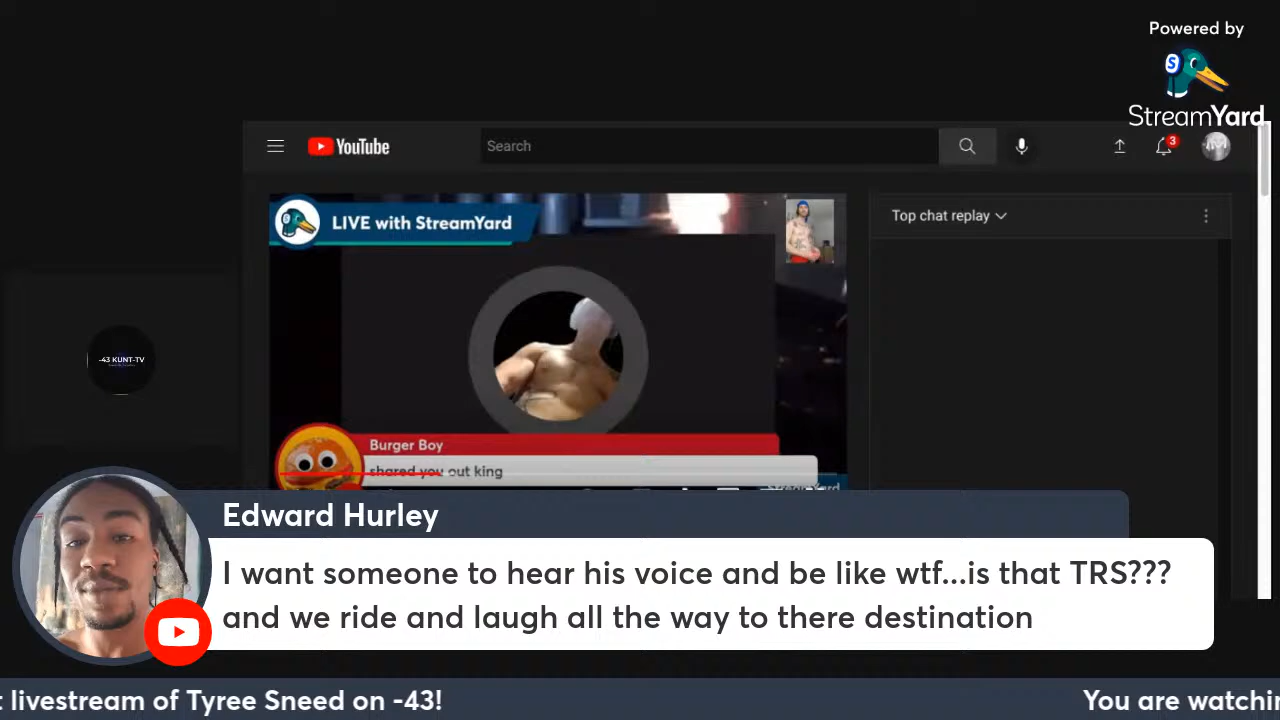 Powered by
StreamYard
YouTube
Search
3
LIVE with StreamYard
Top chat replay
-43 KUNT-TV
Burger Boy
shared you out king
StreamYard
Edward Hurley
I want someone to hear his voice and be like wtf...is that TRS???
and we ride and laugh all the way to there destination
livestream of Tyree Sneed on -43!
You are watchin